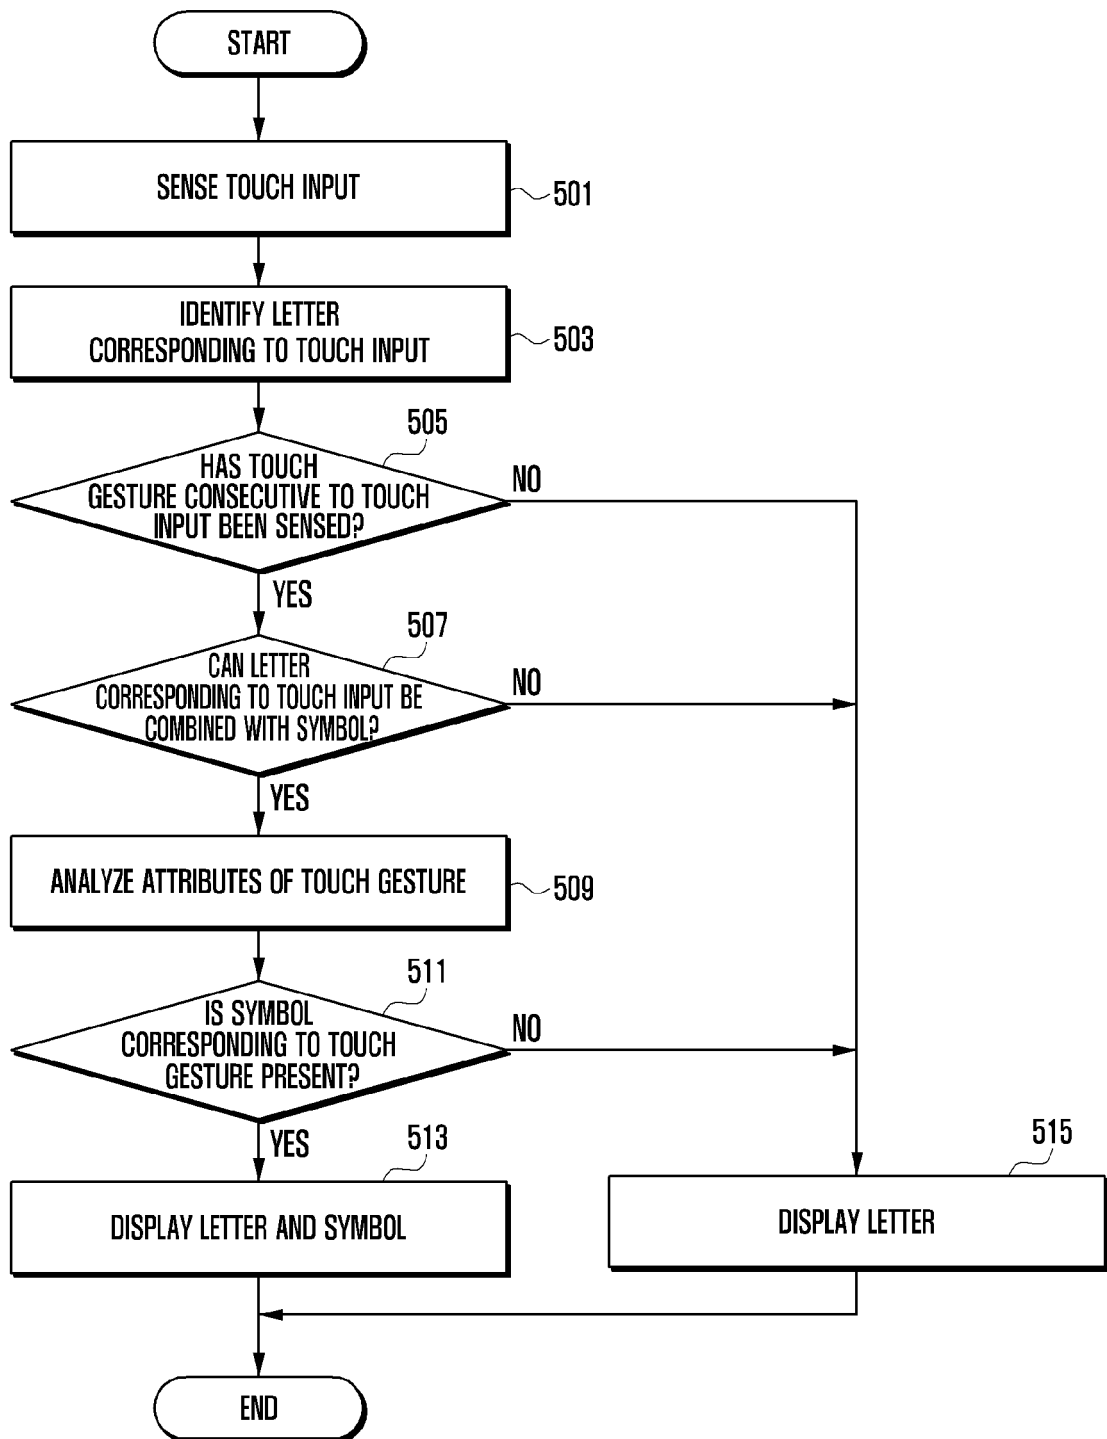 START
SENSE TOUCH INPUT
501
IDENTIFY LETTER
CORRESPONDING TO TOUCH INPUT
503
505
HAS TOUCH
GESTURE CONSECUTIVE TO TOUCH
INPUT BEEN SENSED?
NO
YES
507
CAN LETTER
CORRESPONDING TO TOUCH INPUT BE
COMBINED WITH SYMBOL?
NO
YES
ANALYZE ATTRIBUTES OF TOUCH GESTURE
509
511
IS SYMBOL
CORRESPONDING TO TOUCH
GESTURE PRESENT?
NO
YES
513
DISPLAY LETTER AND SYMBOL
515
DISPLAY LETTER
END